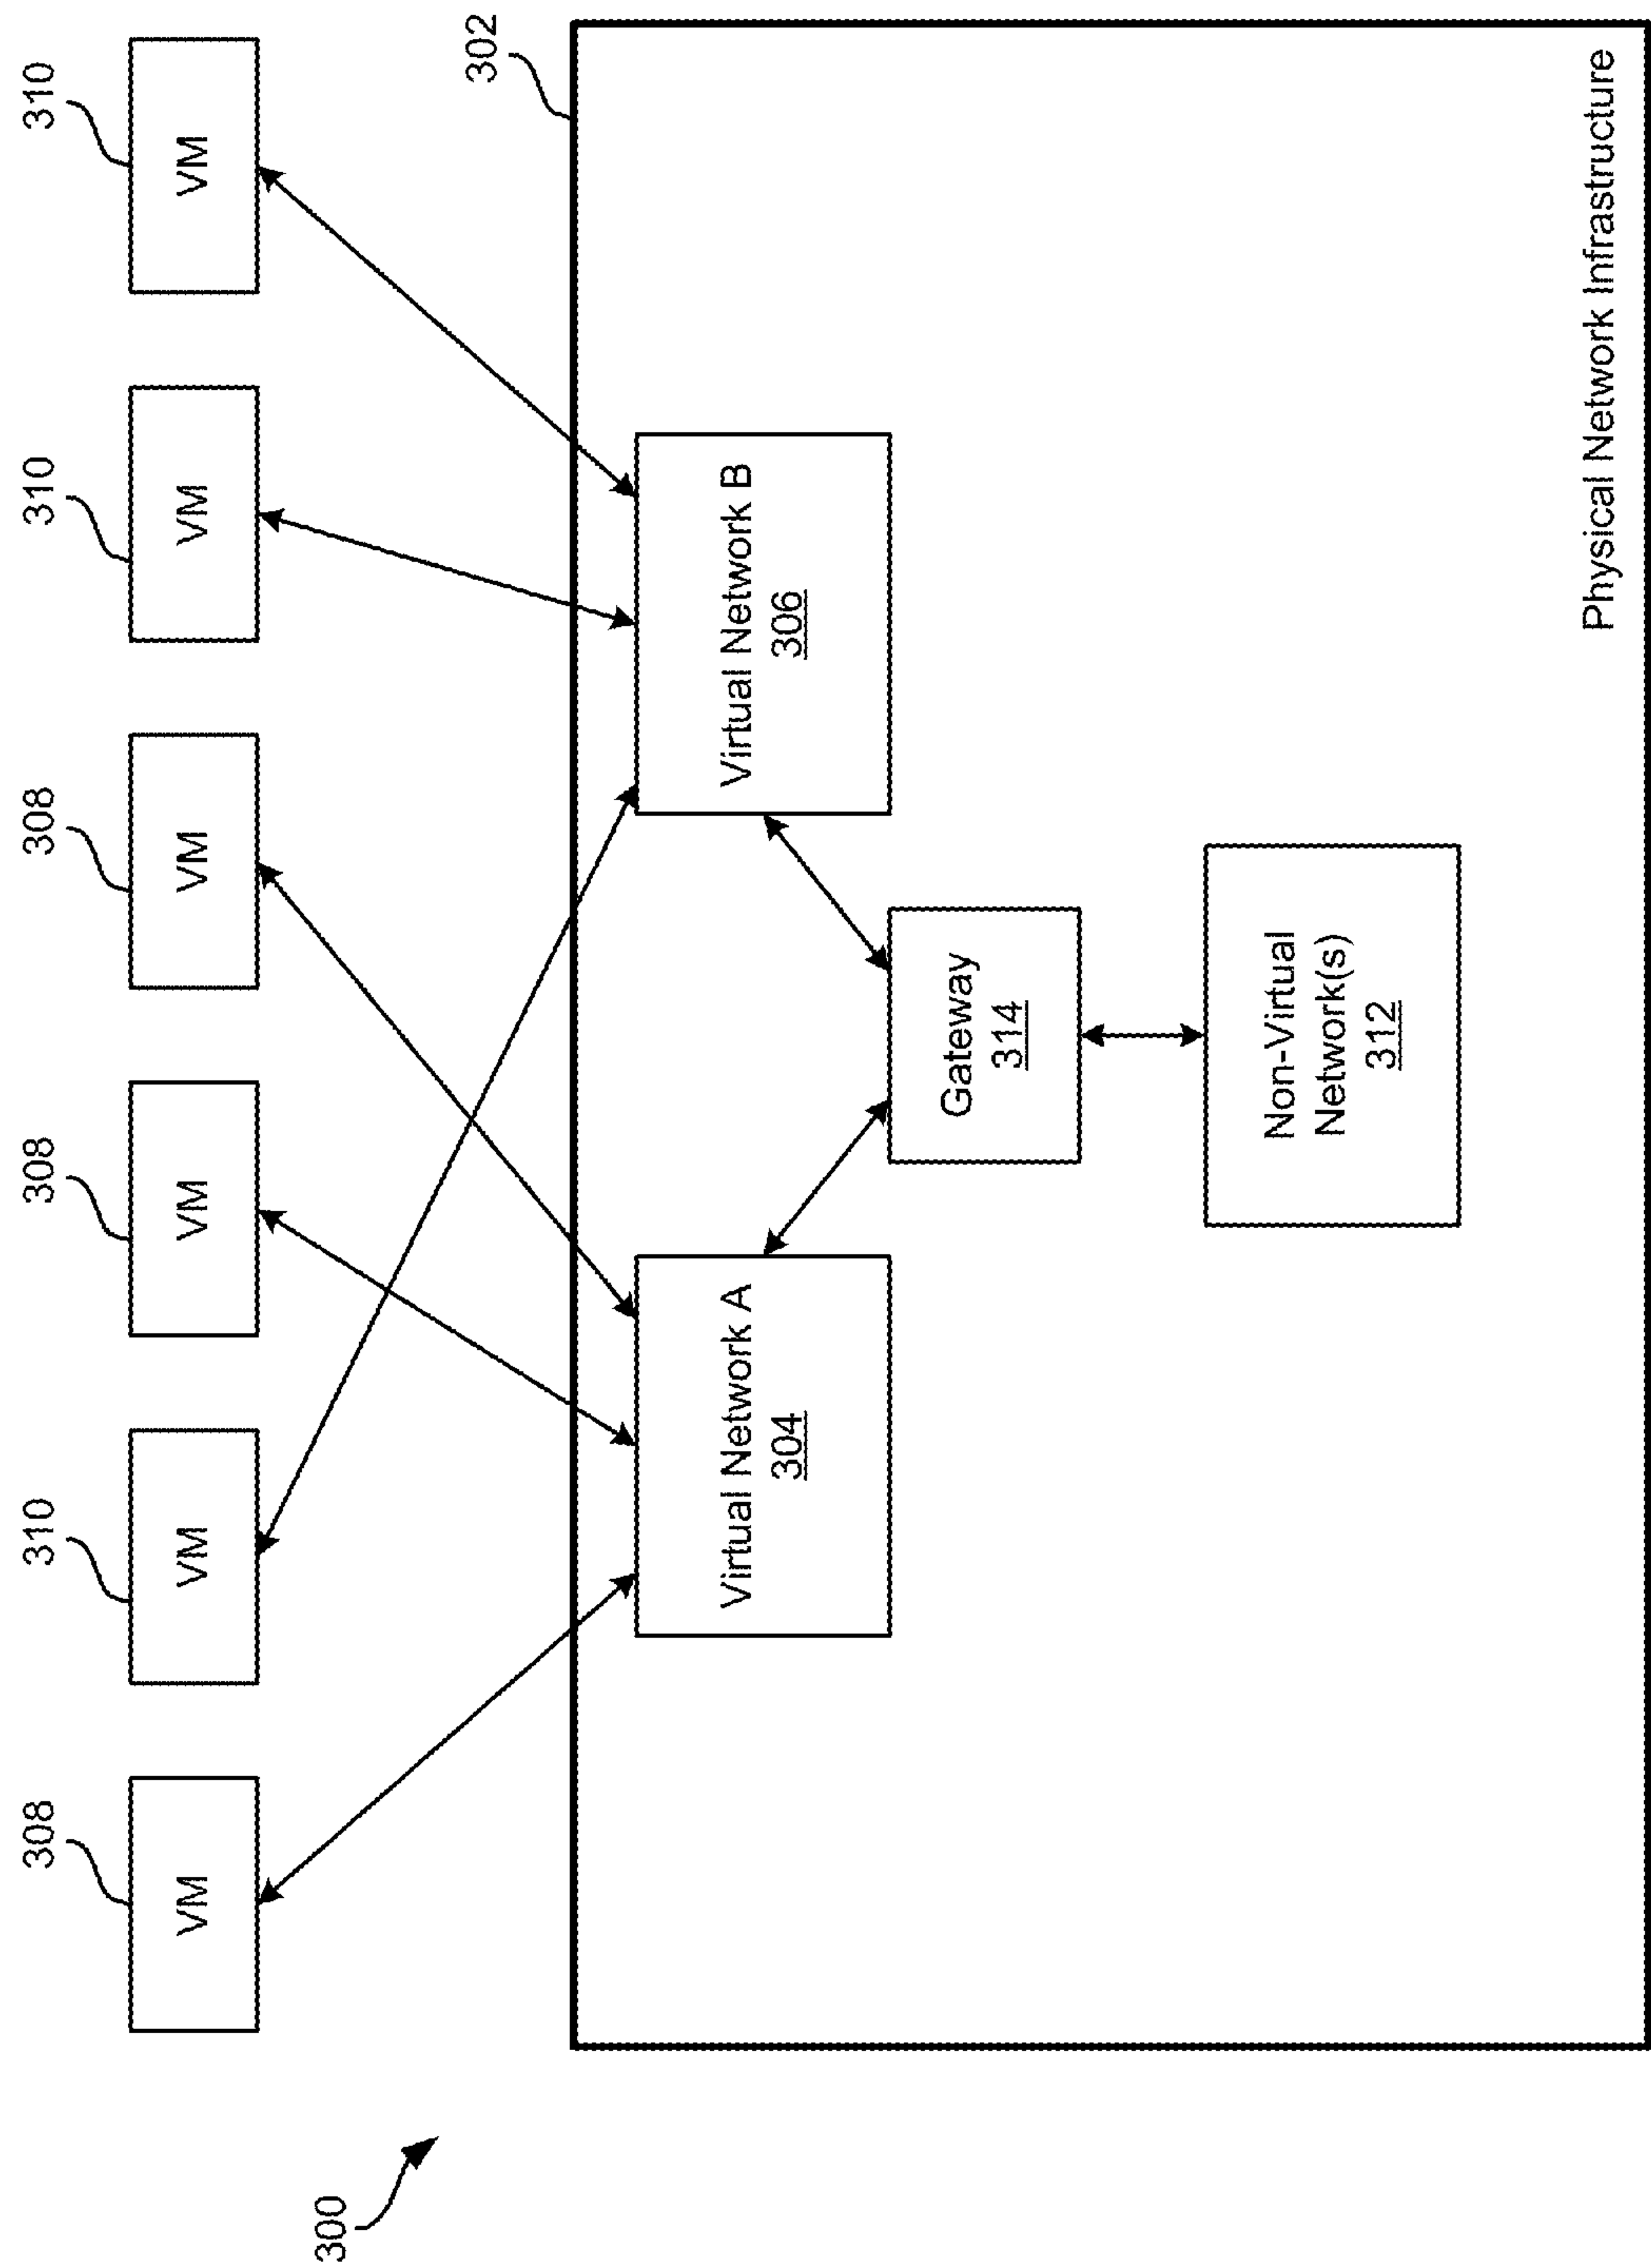 308
310
308
308
310
310
VM
VM
VM
VM
VM
VM
300
302
Virtual Network A
304
Virtual Network B
306
Gateway
314
Non-Virtual
Network(s)
312
Physical Network Infrastructure